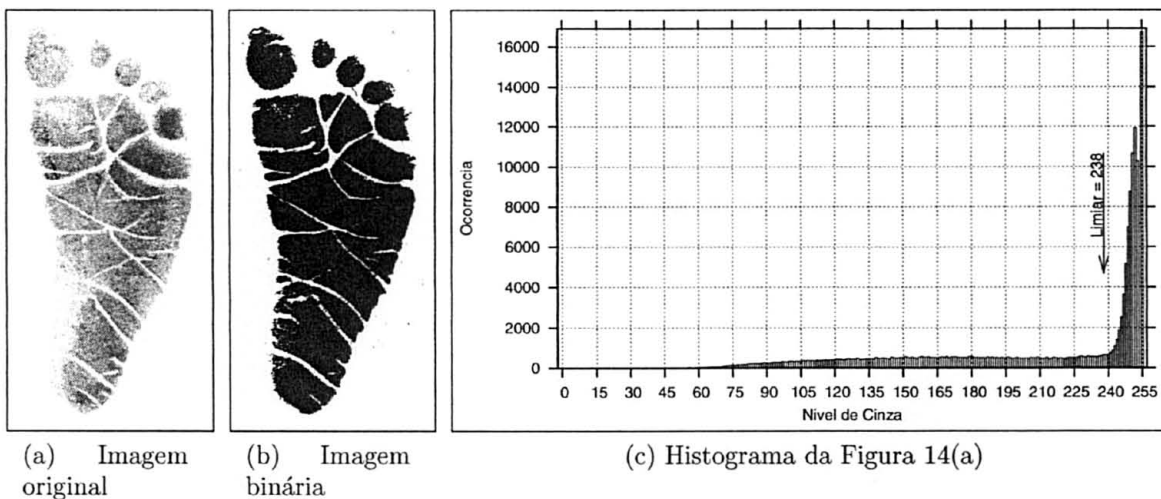 16000
14000
12000
10000
8000
6000
4000
2000
0
Ocorrencia
Limiar = 238
0 15 30 45 60 75 90 105 120 135 150 165 180 195 210 225 240 255
Nivel de Cinza
(a) Imagem
original
(b) Imagem
binária
(c) Histograma da Figura 14(a)